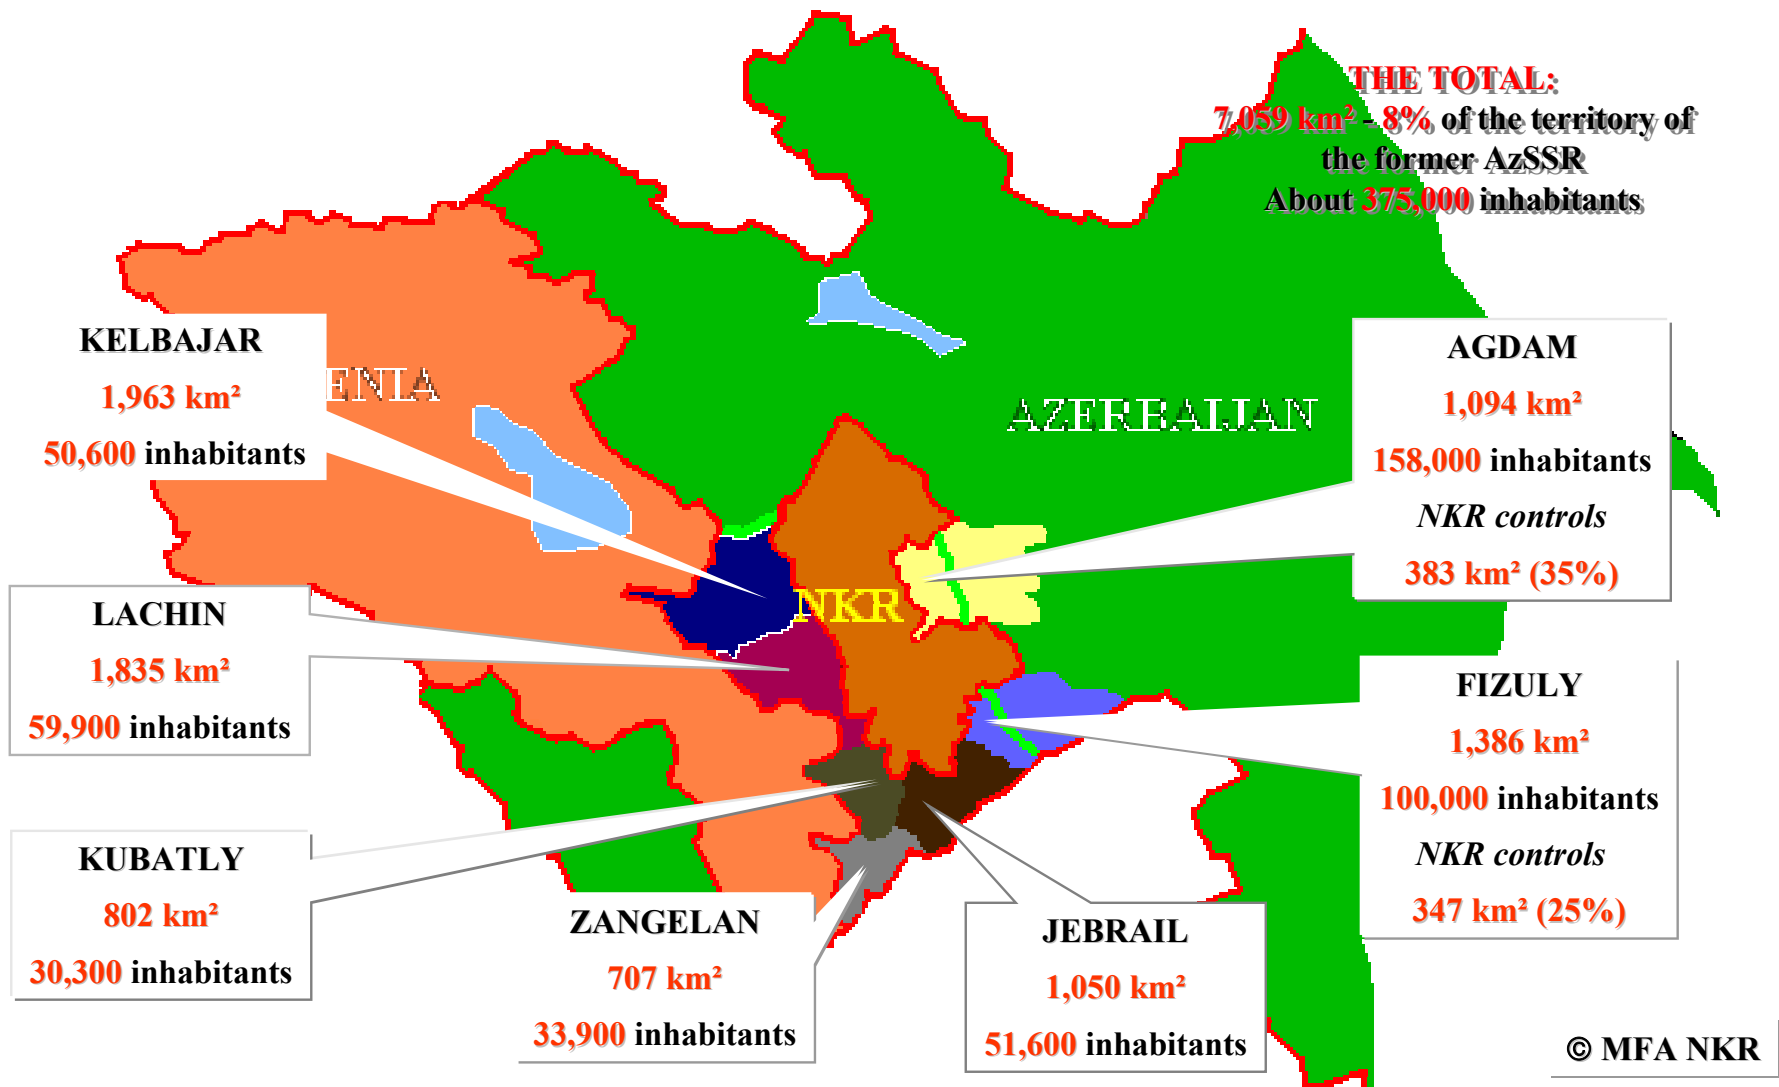 THE TOTAL:
7,059 km² - 8% of the territory of
the former AzSSR
About 375,000 inhabitants
KELBAJAR
1,963 km²
50,600 inhabitants
ENIA
AZERBAIJAN
AGDAM
1,094 km²
158,000 inhabitants
NKR controls
383 km² (35%)
NKR
LACHIN
1,835 km²
59,900 inhabitants
FIZULY
1,386 km²
100,000 inhabitants
NKR controls
347 km² (25%)
KUBATLY
802 km²
30,300 inhabitants
ZANGELAN
707 km²
33,900 inhabitants
JEBRAIL
1,050 km²
51,600 inhabitants
© MFA NKR